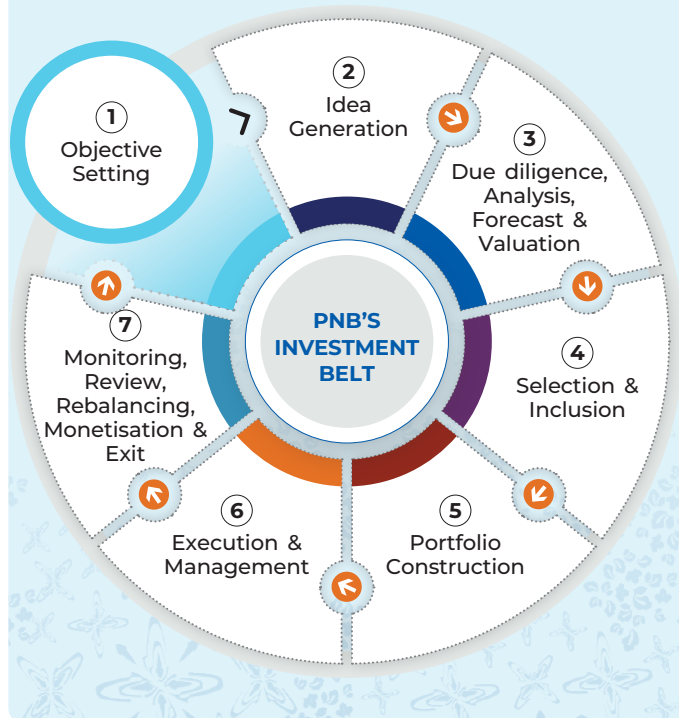 PNB'S
INVESTMENT
BELT
1
Objective
Setting
2
Idea
Generation
3
Due diligence,
Analysis,
Forecast &
Valuation
4
Selection &
Inclusion
5
Portfolio
Construction
6
Execution &
Management
7
Monitoring,
Review,
Rebalancing,
Monetisation &
Exit